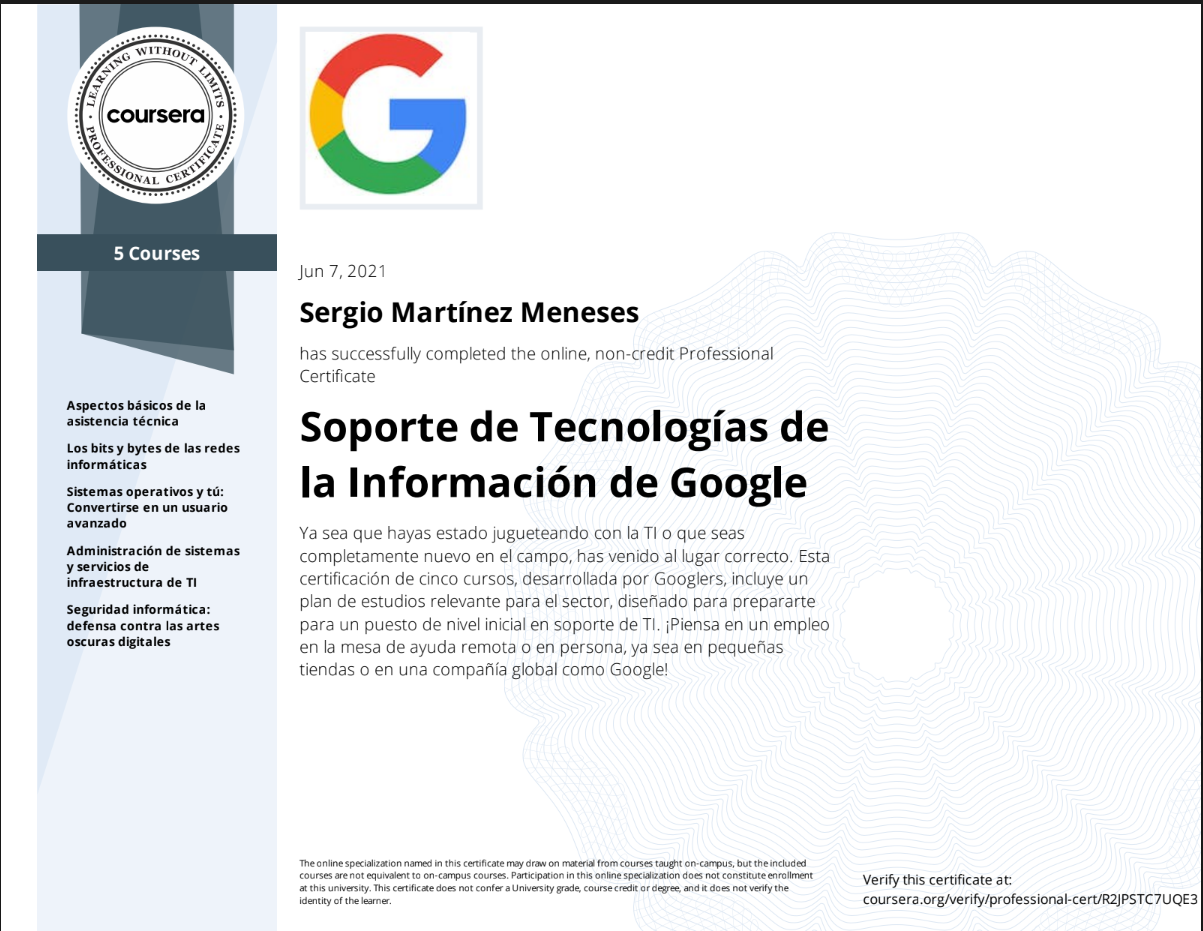 LEARNING WITHOUT LIMITS
coursera
PROFESSIONAL CERTIFICATE
5 Courses
Aspectos básicos de la
asistencia técnica
Los bits y bytes de las redes
informáticas
Sistemas operativos y tú:
Convertirse en un usuario
avanzado
Administración de sistemas
y servicios de
infraestructura de TI
Seguridad informática:
defensa contra las artes
oscuras digitales
G
Jun 7, 2021
Sergio Martínez Meneses
has successfully completed the online, non-credit Professional
Certificate
Soporte de Tecnologías de
la Información de Google
Ya sea que hayas estado jugueteando con la TI o que seas
completamente nuevo en el campo, has venido al lugar correcto. Esta
certificación de cinco cursos, desarrollada por Googlers, incluye un
plan de estudios relevante para el sector, diseñado para prepararte
para un puesto de nivel inicial en soporte de TI. ¡Piensa en un empleo
en la mesa de ayuda remota o en persona, ya sea en pequeñas
tiendas o en una compañía global como Google!
The online specialization named in this certificate may draw on material from courses taught on-campus, but the included
courses are not equivalent to on-campus courses. Participation in this online specialization does not constitute enrollment
at this university. This certificate does not confer a University grade, course credit or degree, and it does not verify the
identity of the learner.
Verify this certificate at:
coursera.org/verify/professional-cert/R2JPSTC7UQE3